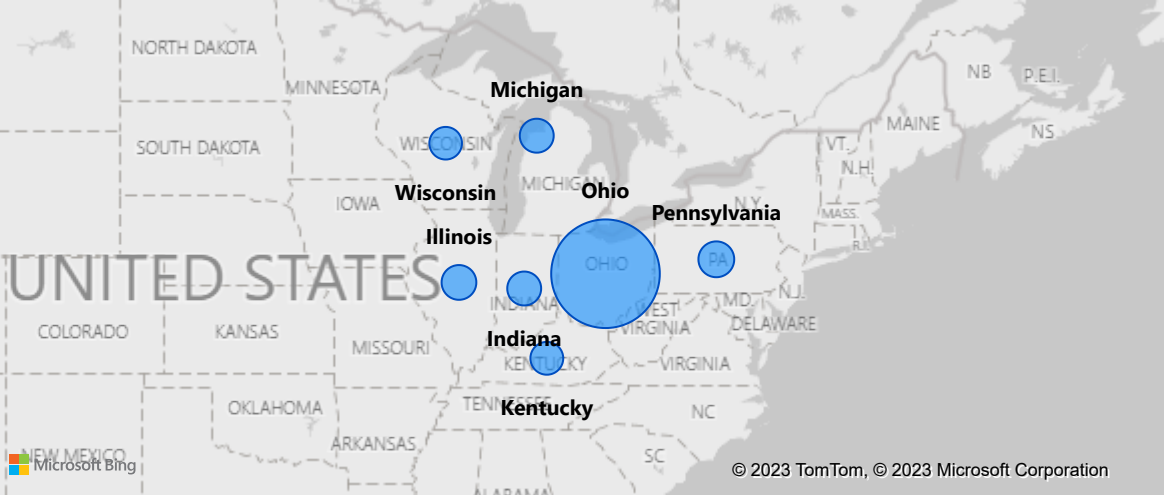 NORTH DAKOTA
MINNESOTA
Michigan
NB
P.E.I.
MAINE
NS
SOUTH DAKOTA
WISCONSIN
VT.
N.H.
MICHIGAN
Ohio
Wisconsin
IOWA
N.Y.
Pennsylvania
MASS.
Illinois
R.I.
OHIO
PA
UNITED STATES
INDIANA
MD.
N.J.
WEST
VIRGINIA
DELAWARE
COLORADO
KANSAS
Indiana
MISSOURI
KENTUCKY
VIRGINIA
OKLAHOMA
TENNESSEE
Kentucky
NC
ARKANSAS
NEW MEXICO
Microsoft Bing
SC
© 2023 TomTom, © 2023 Microsoft Corporation
ALABAMA